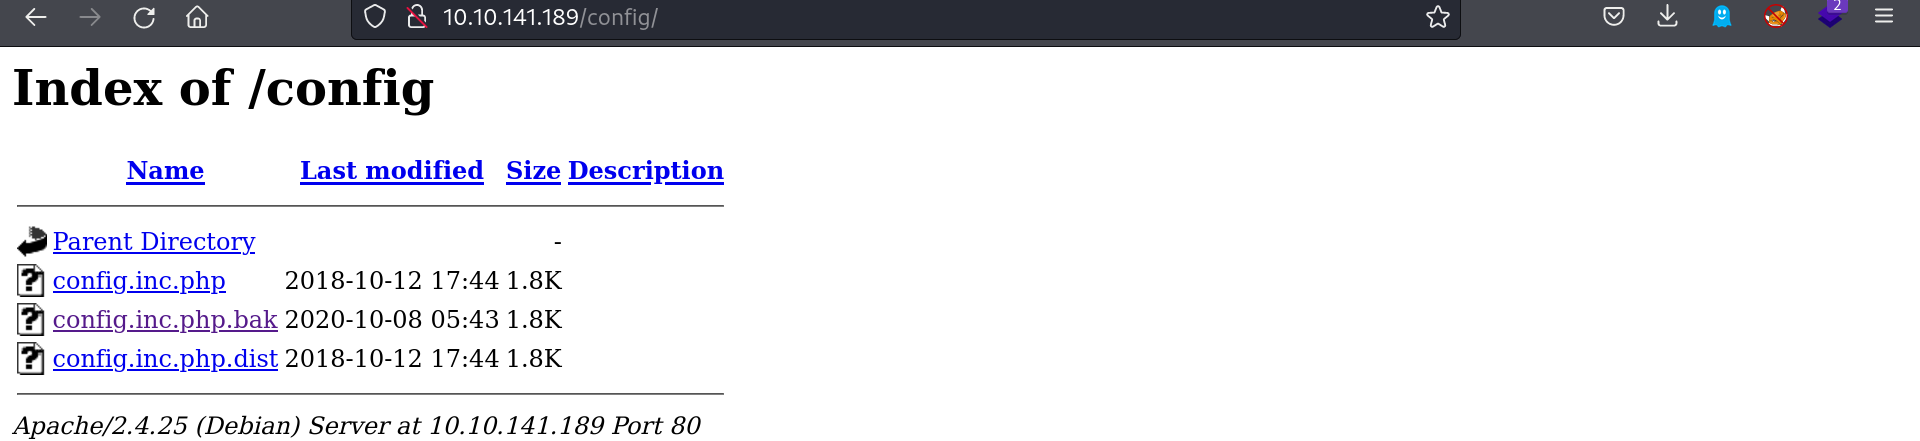 10.10.141.189/config/
2
Index of /config
Name Last modified Size Description
Parent Directory -
config.inc.php 2018-10-12 17:44 1.8K
config.inc.php.bak 2020-10-08 05:43 1.8K
config.inc.php.dist 2018-10-12 17:44 1.8K
Apache/2.4.25 (Debian) Server at 10.10.141.189 Port 80